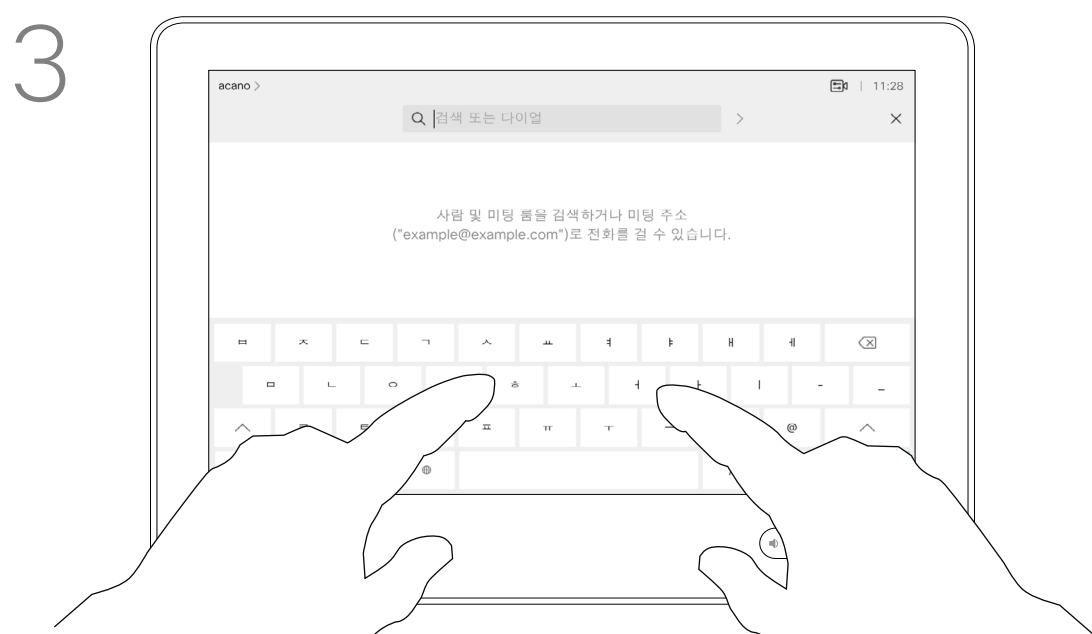 3
acano >
11:28
검색 또는 다이얼
사람 및 미팅 룸을 검색하거나 미팅 주소
("example@example.com")로 전화를 걸 수 있습니다.
ㅂ ㅈ ㄷ ㄱ ㅅ ㅛ ㅕ ㅑ ㅐ ㅔ
ㅁ ㄴ ㅇ ㅎ ㅗ ㅓ ㅏ ㅣ - _
ㅍ ㅠ ㅜ ㅡ @